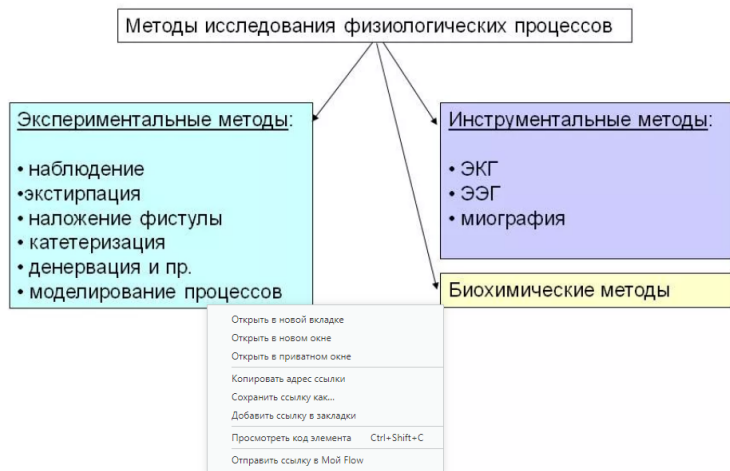 Методы исследования физиологических процессов
Экспериментальные методы:
• наблюдение
•экстирпация
• наложение фистулы
• катетеризация
• денервация и пр.
• моделирование процессов
Инструментальные методы:
• ЭКГ
• ЭЭГ
• миография
Биохимические методы
Открыть в новой вкладке
Открыть в новом окне
Открыть в приватном окне
Копировать адрес ссылки
Сохранить ссылку как...
Добавить ссылку в закладки
Просмотреть код элемента Ctrl+Shift+C
Отправить ссылку в Мой Flow